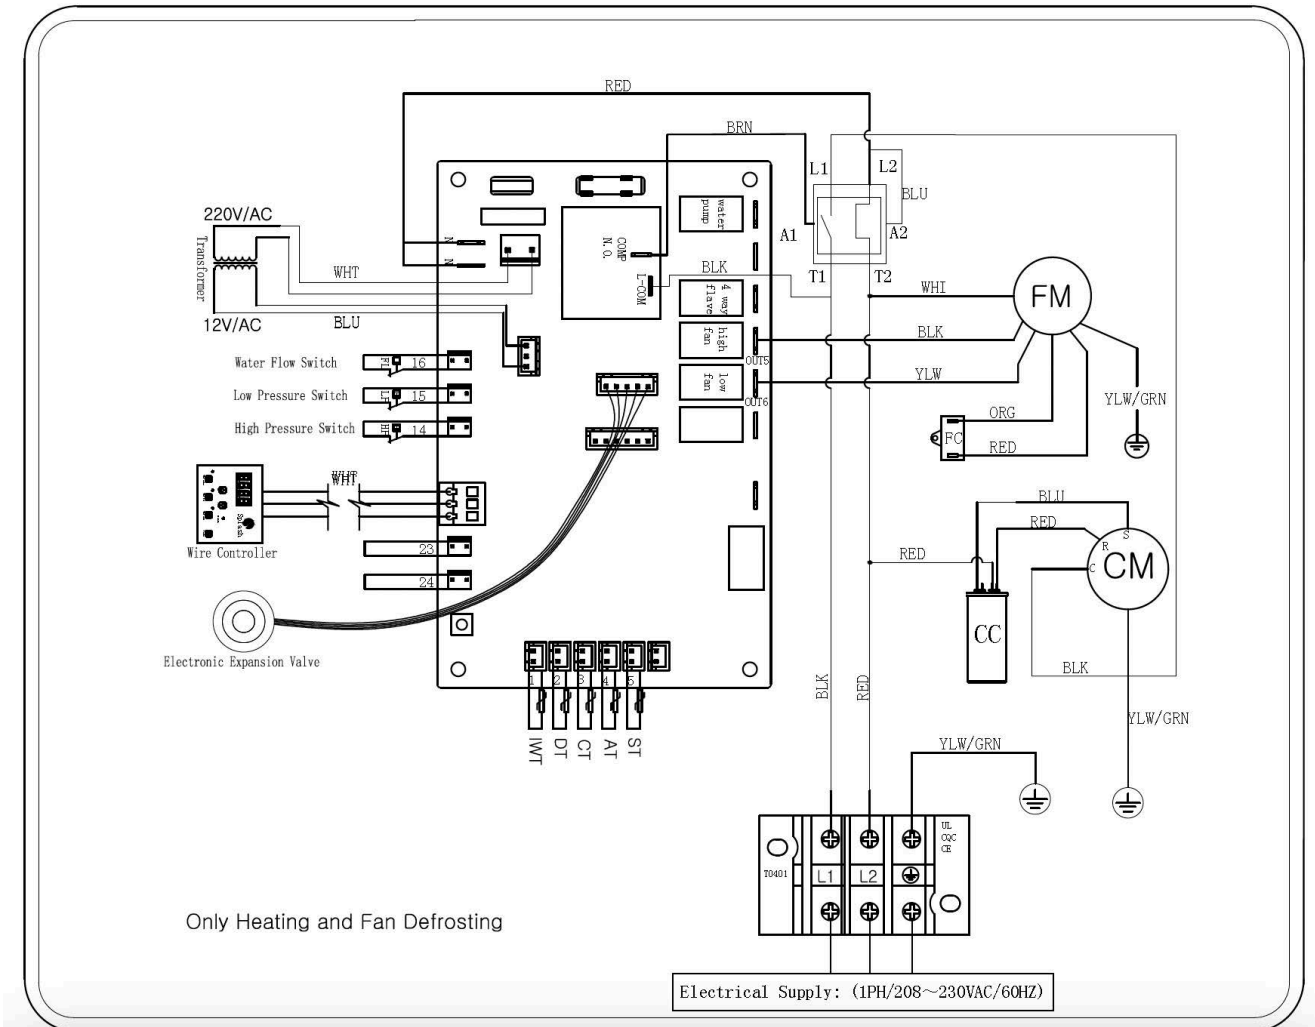 RED
BRN
L1
L2
BLU
water
pump
220V/AC
A1
A2
Transformer
N
N
COMP
N.O.
WHT
BLK
T1
T2
L-COM
4 way
flave
WHI
FM
12V/AC
BLU
high
fan
BLK
OUT5
Water Flow Switch
16
low
fan
YLW
Low Pressure Switch
15
OUT6
YLW/GRN
High Pressure Switch
14
ORG
FC
RED
WHT
WHT
BLU
RED
S
R
Splash
Wire Controller
23
RED
C
CM
24
CC
Electronic Expansion Valve
BLK
1
2
3
4
5
BLK
RED
YLW/GRN
IWT
DT
CT
AT
ST
YLW/GRN
UL
CQC
CE
T0401
L1
L2
Only Heating and Fan Defrosting
Electrical Supply: (1PH/208～230VAC/60HZ)